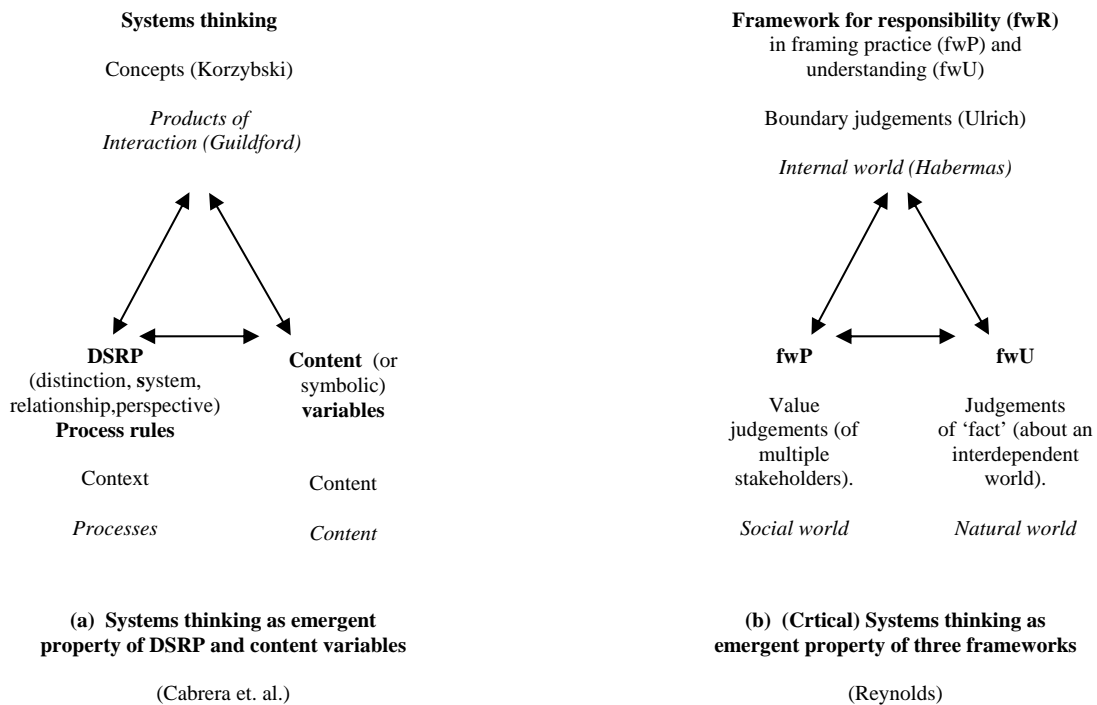 Systems thinking
Concepts (Korzybski)
Products of
Interaction (Guildford)
DSRP
(distinction, system,
relationship,perspective)
Process rules
Context
Processes
Content (or
symbolic)
variables
Content
Content
(a) Systems thinking as emergent
property of DSRP and content variables
(Cabrera et. al.)
Framework for responsibility (fwR)
in framing practice (fwP) and
understanding (fwU)
Boundary judgements (Ulrich)
Internal world (Habermas)
fwP
Value
judgements (of
multiple
stakeholders).
Social world
fwU
Judgements
of ‘fact’ (about an
interdependent
world).
Natural world
(b) (Crtical) Systems thinking as
emergent property of three frameworks
(Reynolds)